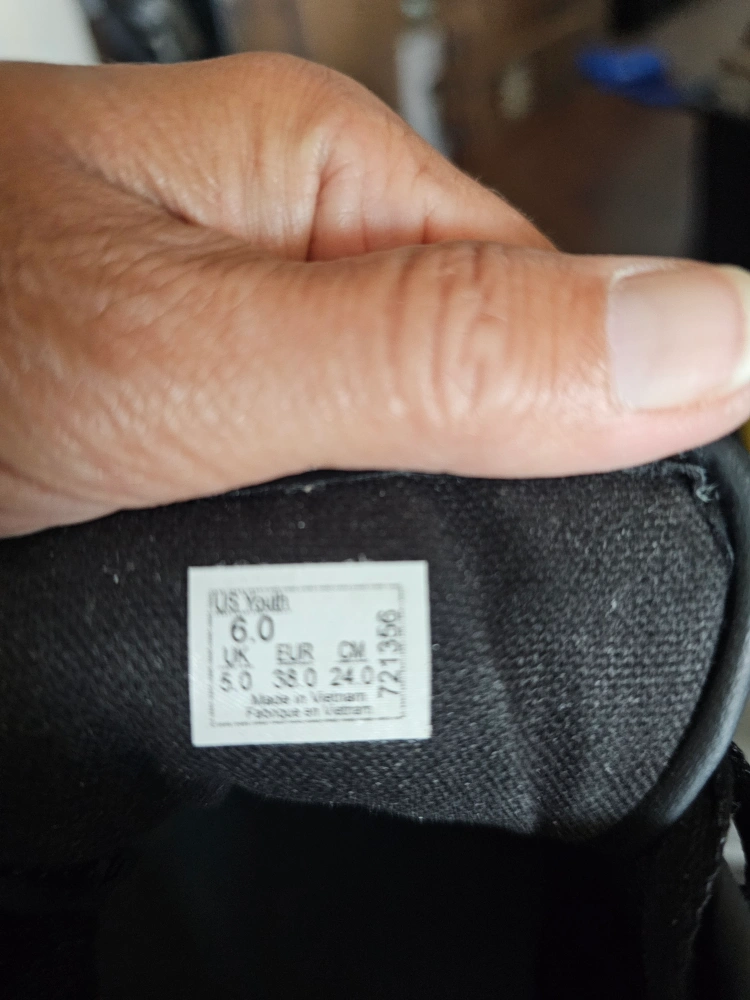 US Youth
6.0
UK EUR CM
5.0 38.0 24.0
Made in Vietnam
Fabriqué en Vietnam
721356